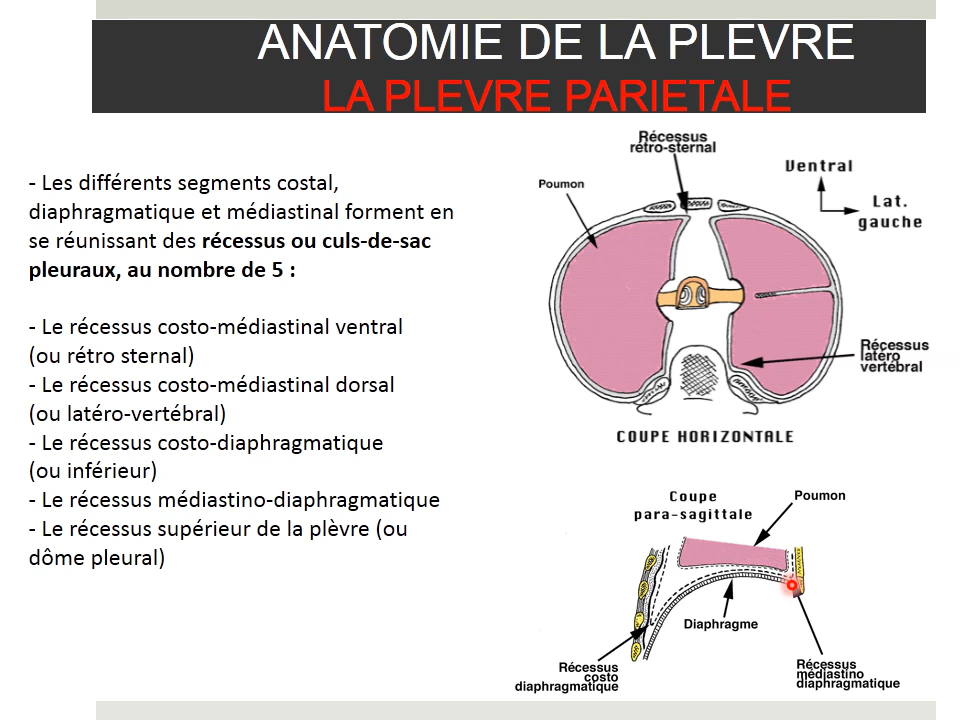 ANATOMIE DE LA PLEVRE
LA PLEVRE PARIETALE
- Les différents segments costal,
diaphragmatique et médiastinal forment en
se réunissant des récessus ou culs-de-sac
pleuraux, au nombre de 5 :
- Le récessus costo-médiastinal ventral
(ou rétro sternal)
- Le récessus costo-médiastinal dorsal
(ou latéro-vertébral)
- Le récessus costo-diaphragmatique
(ou inférieur)
- Le récessus médiastino-diaphragmatique
- Le récessus supérieur de la plèvre (ou
dôme pleural)
Récessus
rétro-sternal
Poumon
Ventral
Lat.
gauche
Récessus
latéro
vertébral
COUPE HORIZONTALE
Coupe
para-sagittale
Poumon
Diaphragme
Récessus
costo
diaphragmatique
Récessus
médiastino
diaphragmatique